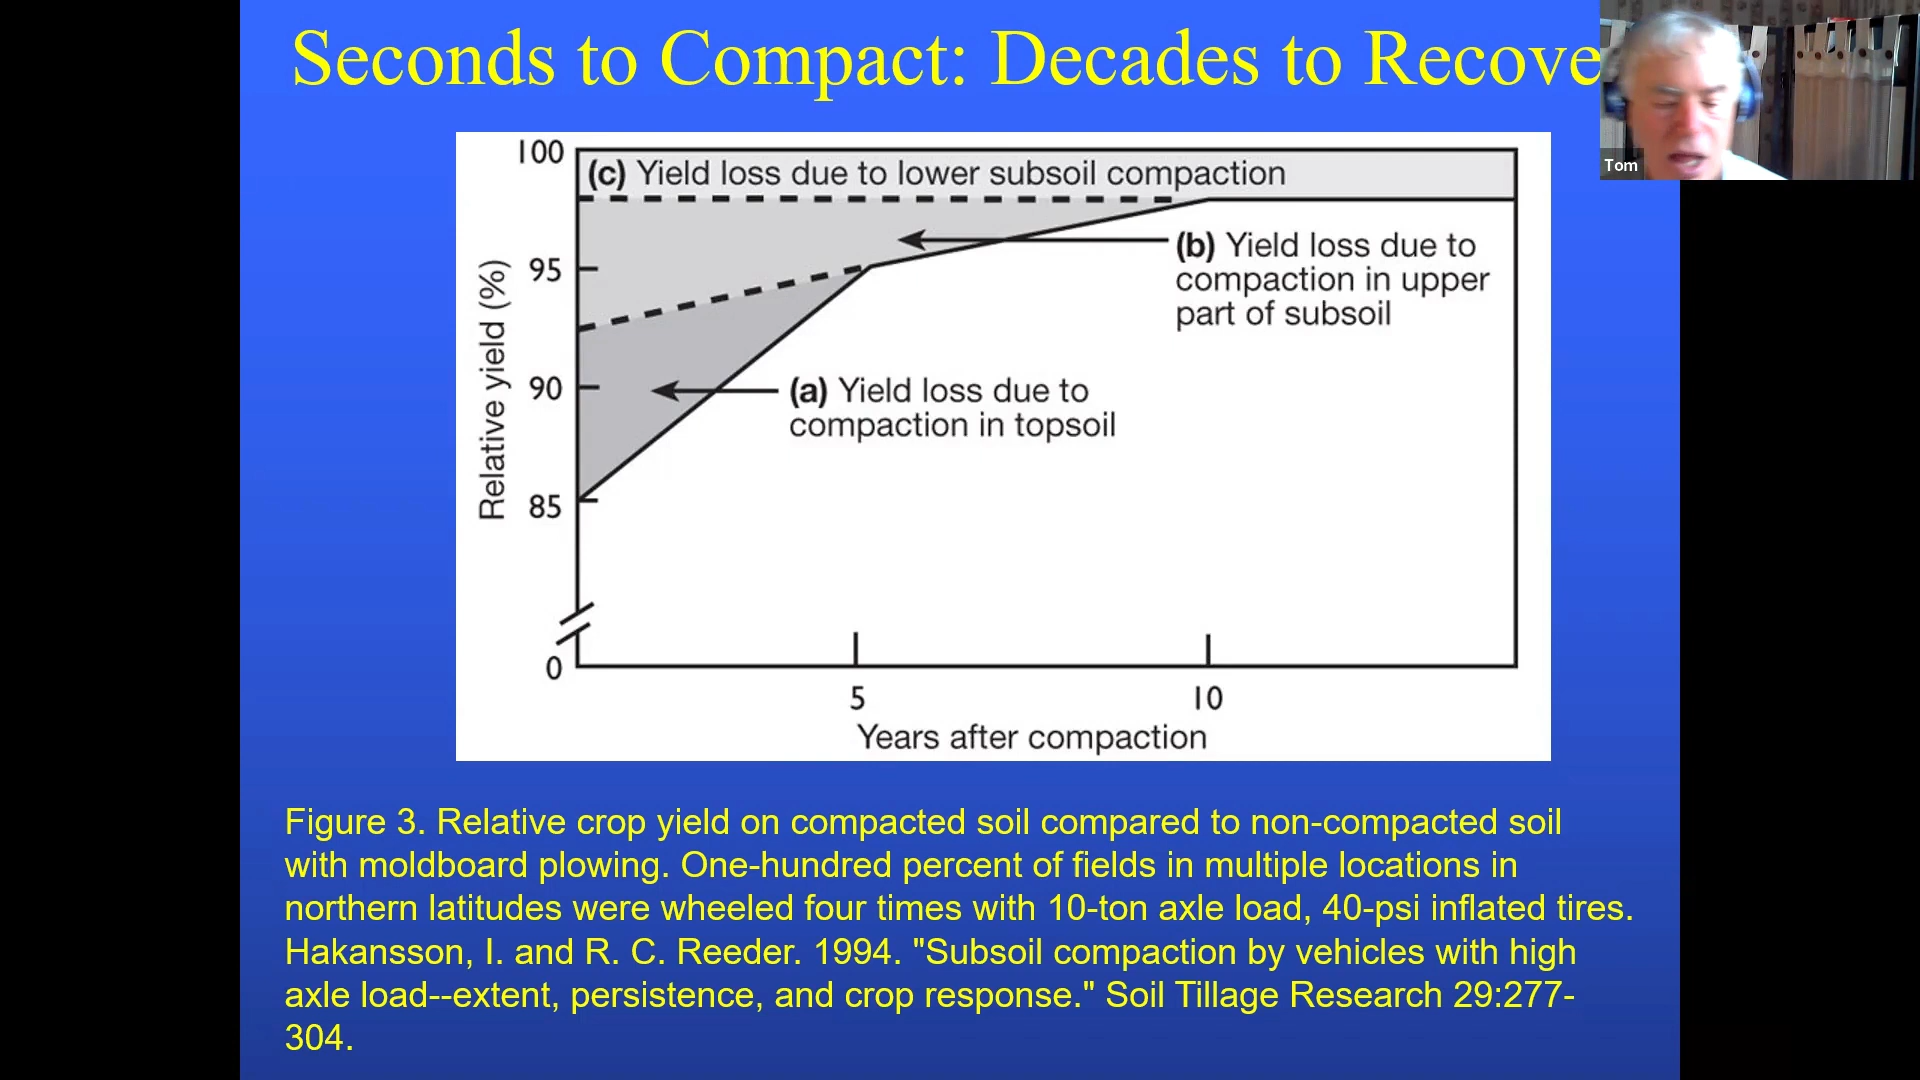 Seconds to Compact: Decades to Recove
Tom
100
(c) Yield loss due to lower subsoil compaction
(b) Yield loss due to
compaction in upper
part of subsoil
95
90
(a) Yield loss due to
compaction in topsoil
85
0
Relative yield (%)
5
10
Years after compaction
Figure 3. Relative crop yield on compacted soil compared to non-compacted soil
with moldboard plowing. One-hundred percent of fields in multiple locations in
northern latitudes were wheeled four times with 10-ton axle load, 40-psi inflated tires.
Hakansson, I. and R. C. Reeder. 1994. "Subsoil compaction by vehicles with high
axle load--extent, persistence, and crop response." Soil Tillage Research 29:277-
304.